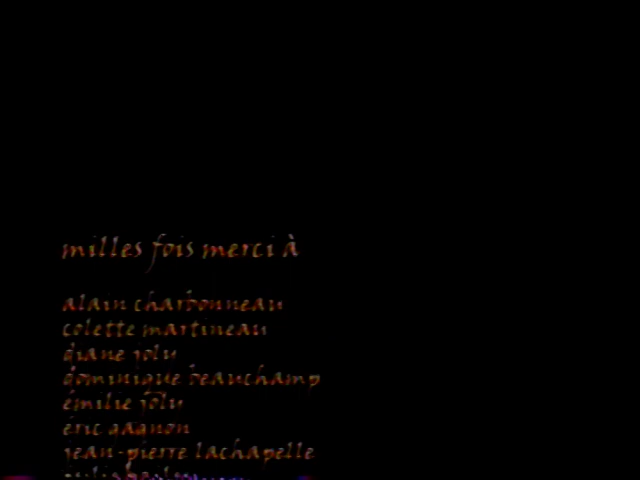 milles fois merci à
alain charbonneau
colette martineau
diane jolu
dominique beauchamp
émilie jolu
éric gagnon
jean-pierre lachapelle